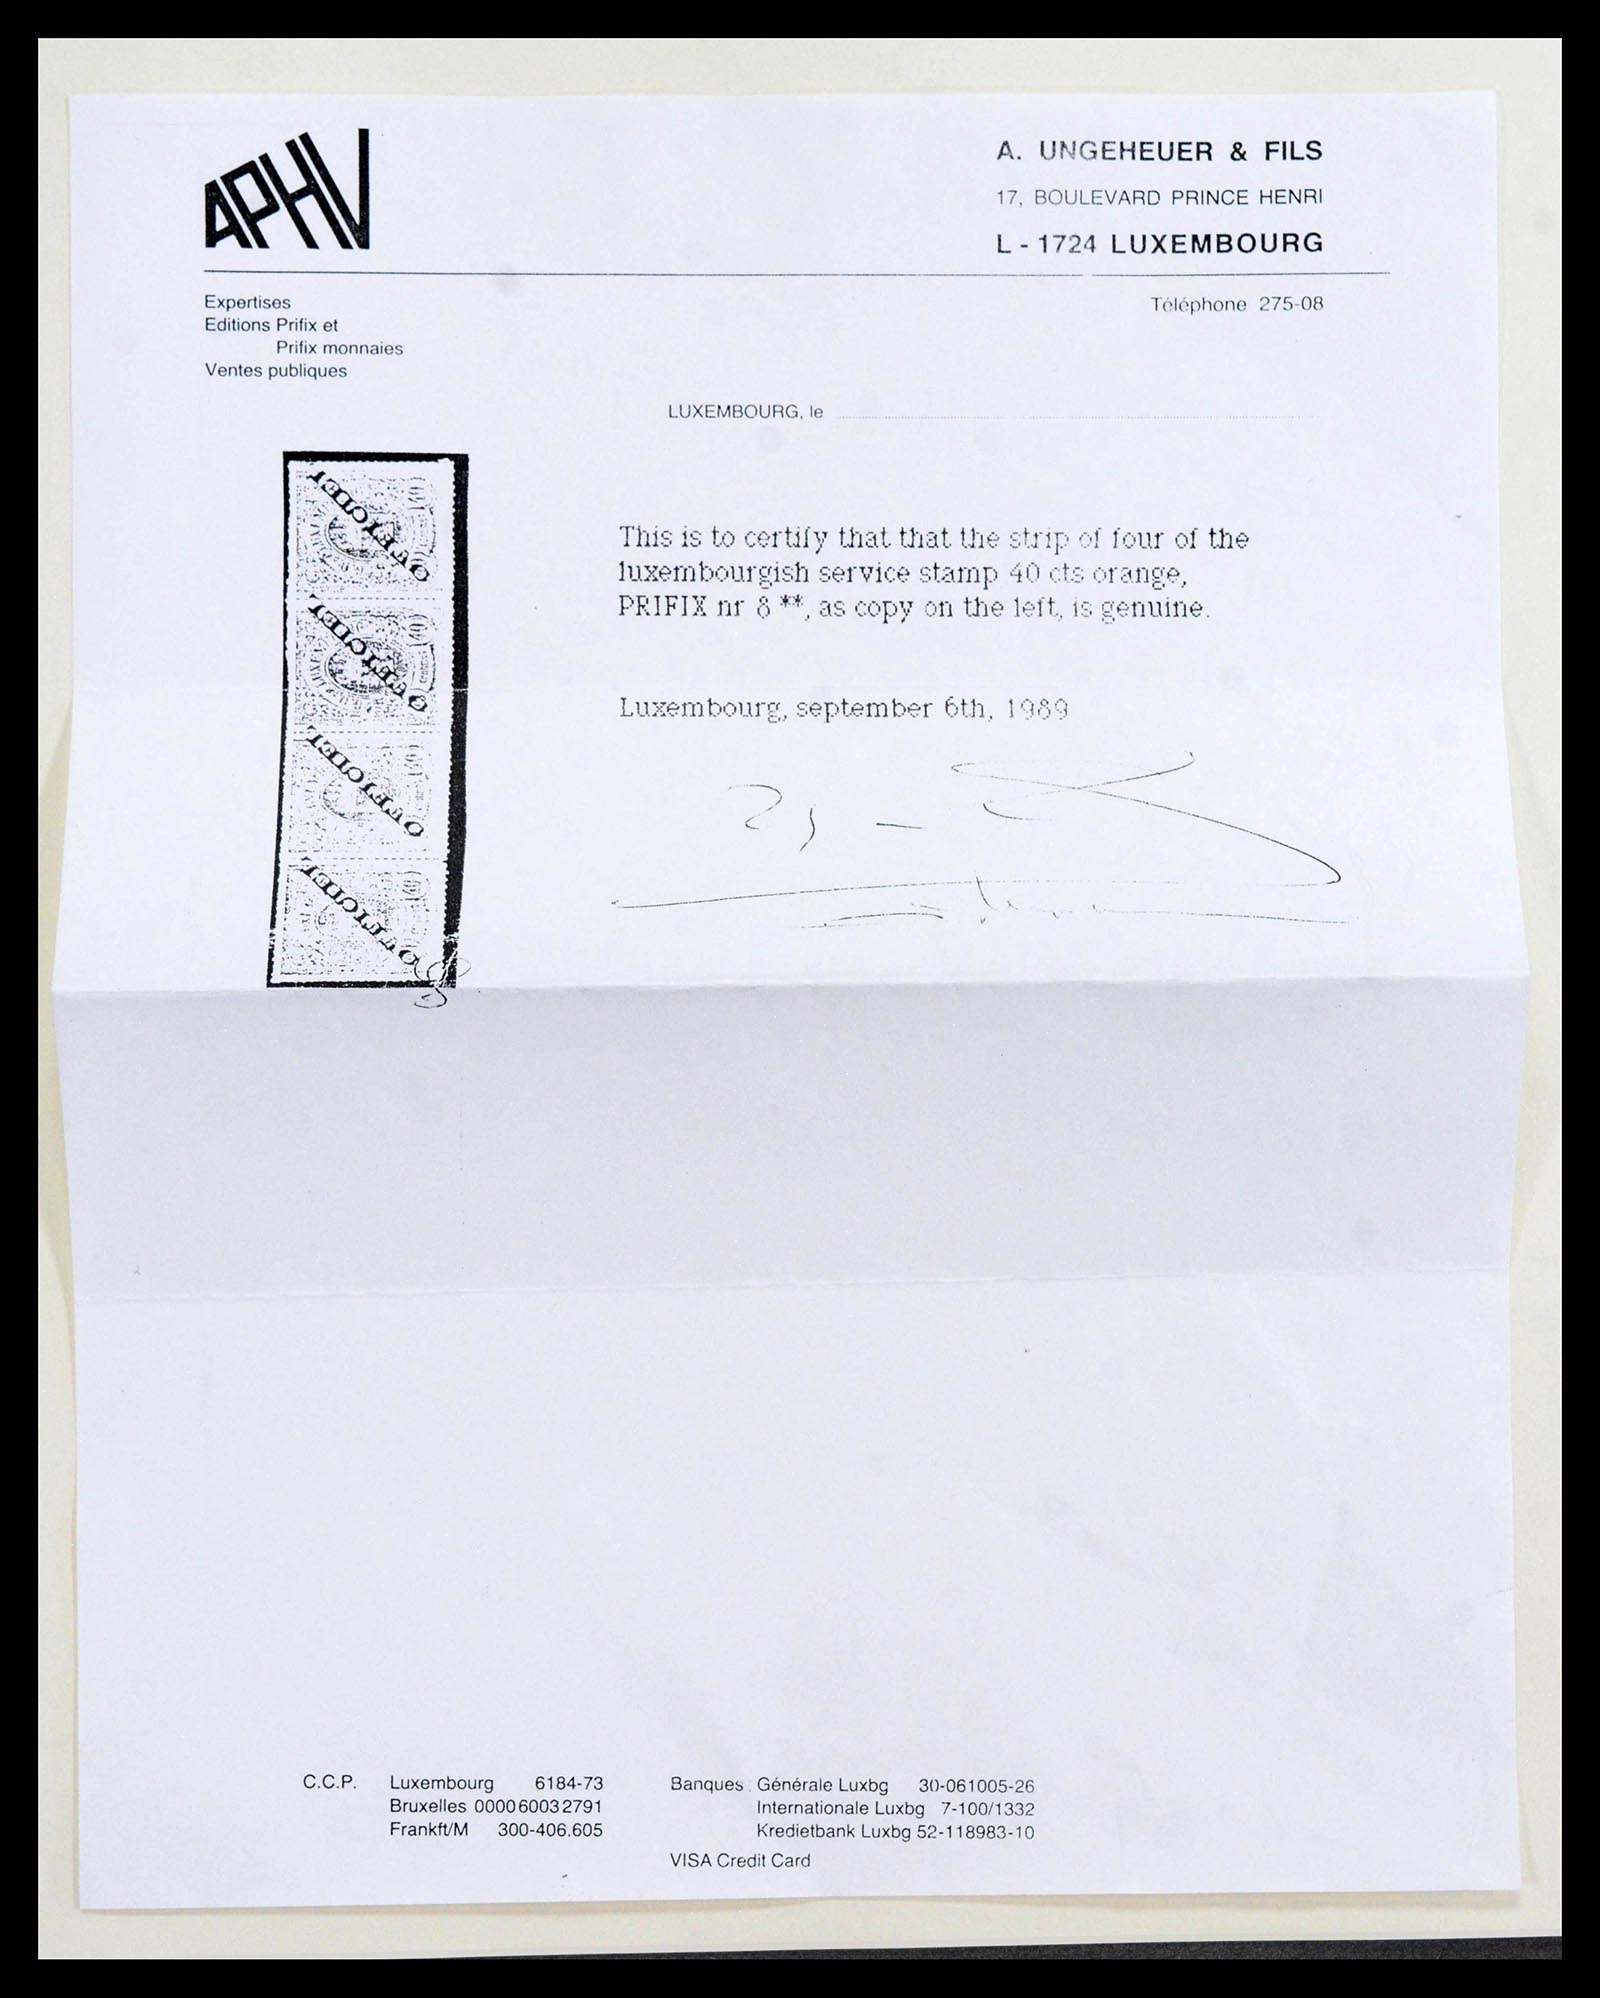 APHV
A. UNGEHEUER & FILS
17, BOULEVARD PRINCE HENRI
L - 1724 LUXEMBOURG
Expertises
Editions Prifix et
Prifix monnaies
Ventes publiques
Téléphone 275-08
LUXEMBOURG, le
OFFICIEL
OFFICIEL
OFFICIEL
OFFICIEL
This is to certify that that the strip of four of the
luxembourgish service stamp 40 cts orange,
PRIFIX nr 8 **, as copy on the left, is genuine.
Luxembourg, september 6th, 1989
C.C.P. Luxembourg 6184-73
Bruxelles 000060032791
Frankft/M 300-406.605
Banques : Générale Luxbg 30-061005-26
Internationale Luxbg 7-100/1332
Kredietbank Luxbg 52-118983-10
VISA Credit Card